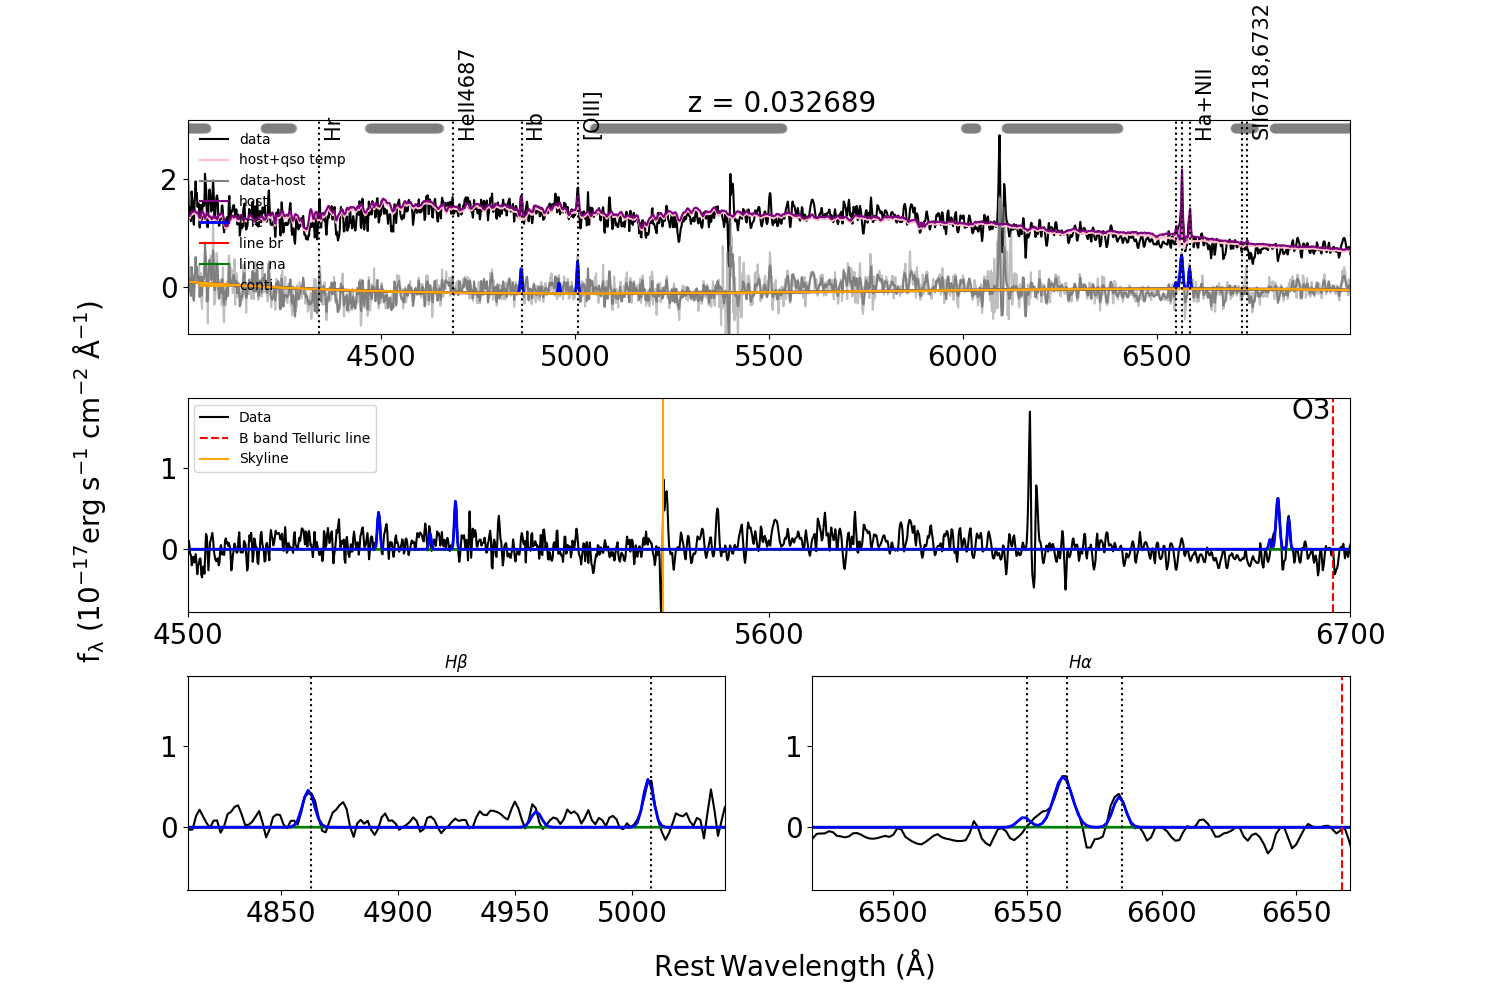 z = 0.032689
Hr
HeII4687
Hb
[OIII]
Ha+NII
SII6718,6732
data
host+qso temp
data-host
host
line
line br
line na
conti
2
0
4500 5000 5500 6000 6500
fλ (10−17erg s−1 cm−2 Å−1)
Data
B band Telluric line
Skyline
O3
1
0
4500 5600 6700
Hβ
1
0
4850 4900 4950 5000
Hα
1
0
6500 6550 6600 6650
Rest Wavelength (Å)